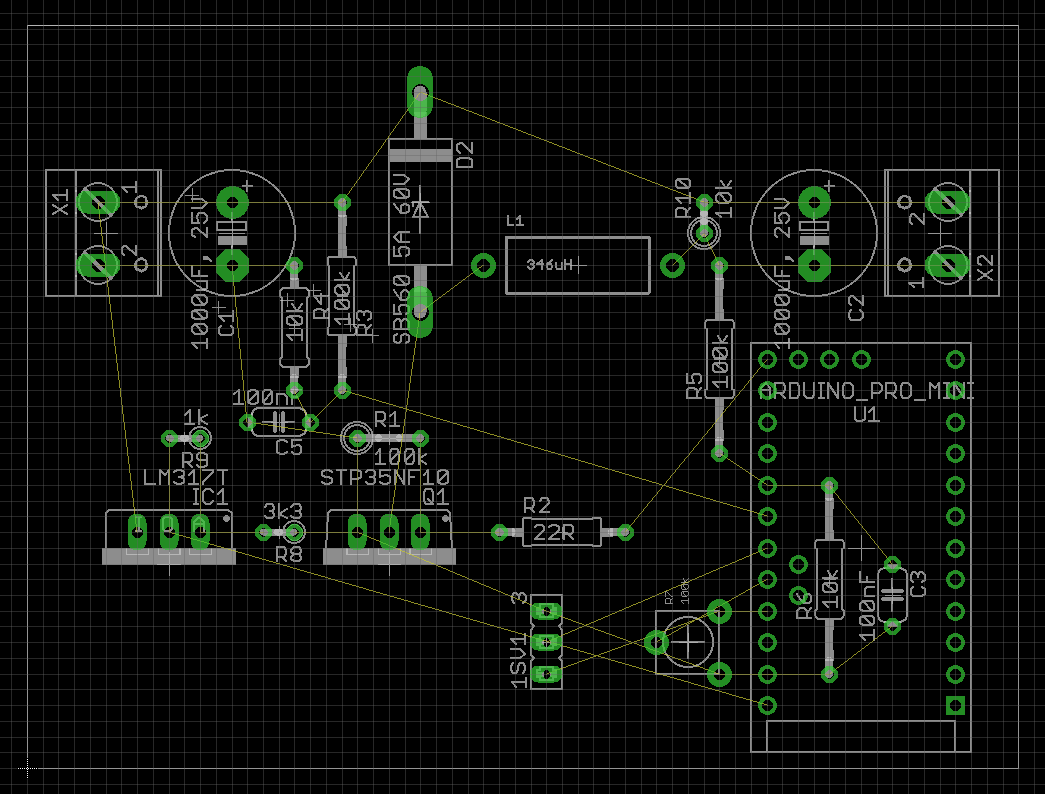 X1
1
2
1000uF, 25V
+
C1
10k
R4
100k
R3
D2
SB560 5A 60V
L1
346uH
R10
10k
1000uF, 25V
+
C2
2
1
X2
R5
100k
ARDUINO_PRO_MINI
U1
100nF
C5
1k
R9
LM317T
IC1
R1
100k
STP35NF10
Q1
3k3
R8
R2
22R
3
1
SV1
R7
100k
R6
10k
100nF
C3